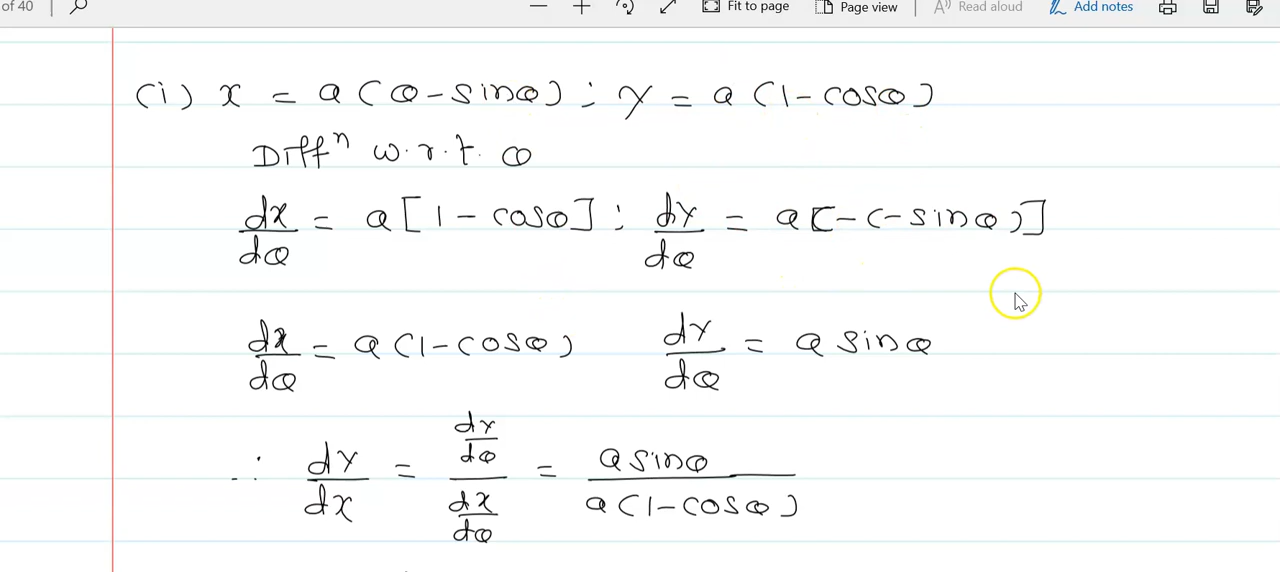 of 40 Fit to page Page view Read aloud Add notes
(i) x = a(θ-sinθ) ; y = a(1-cosθ)
Diffⁿ w.r.t. θ
dx/dθ = a[1-cosθ] ; dy/dθ = a[-(-sinθ)]
dx/dθ = a(1-cosθ) dy/dθ = a sinθ
∴ dy/dx = (dy/dθ)/(dx/dθ) = a sinθ/a(1-cosθ)